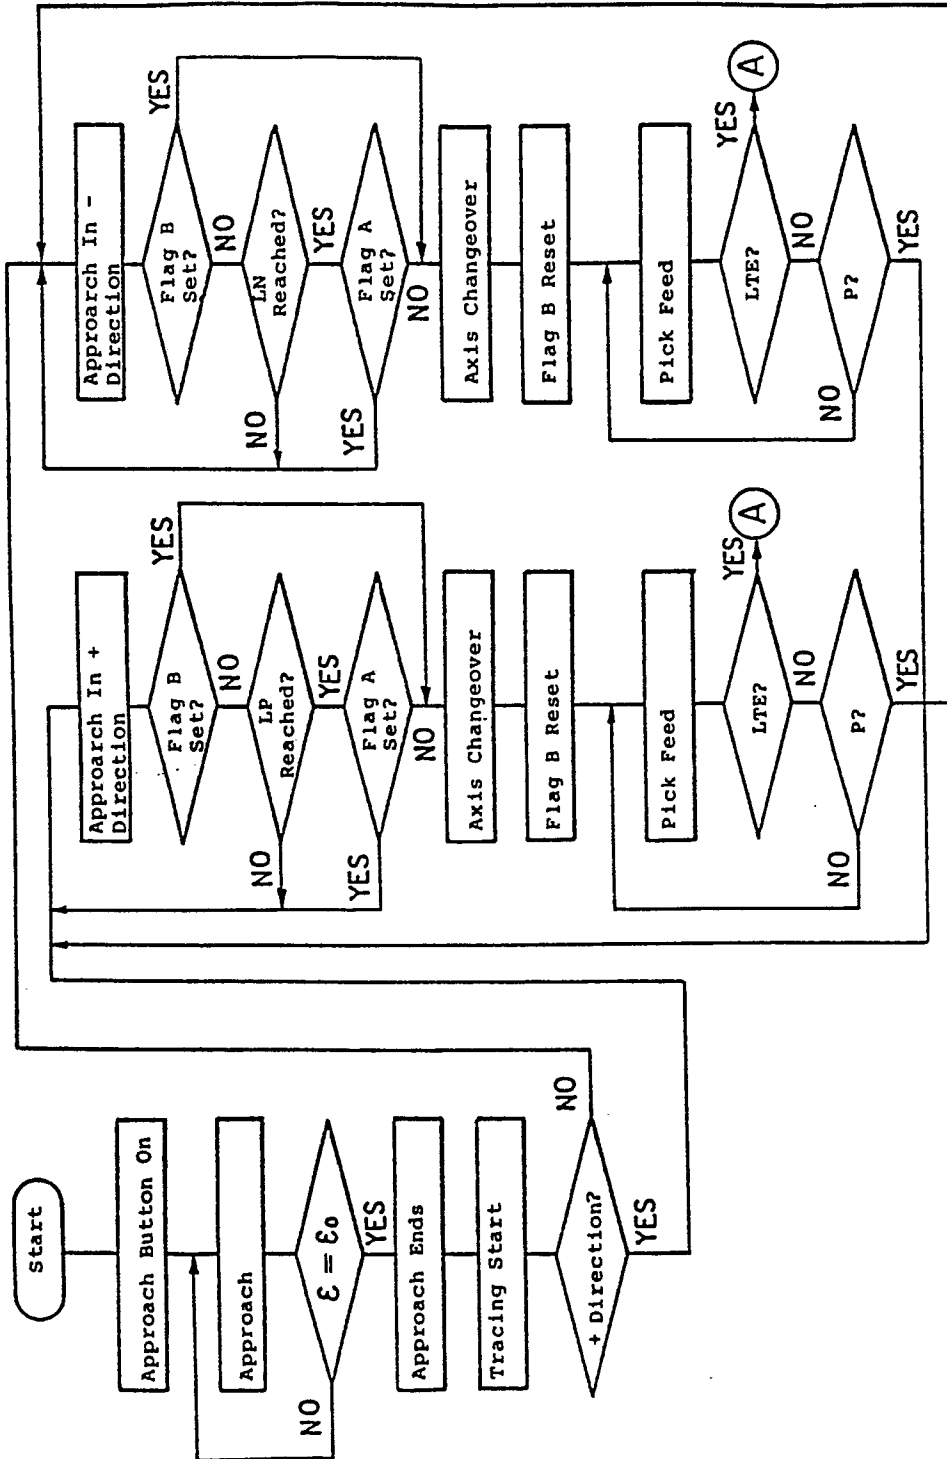 Start
Approach Button On
Approach
NO
ε = ε0
YES
Approach Ends
Tracing Start
+ Direction?
NO
YES
Approarch In +
Direction
Flag B
Set?
YES
NO
LP
Reached?
NO
YES
Flag A
Set?
YES
NO
Axis Changeover
Flag B Reset
Pick Feed
LTE?
YES
A
NO
P?
NO
YES
Approarch In -
Direction
Flag B
Set?
YES
NO
LN
Reached?
NO
YES
Flag A
Set?
YES
NO
Axis Changeover
Flag B Reset
Pick Feed
LTE?
YES
A
NO
P?
NO
YES